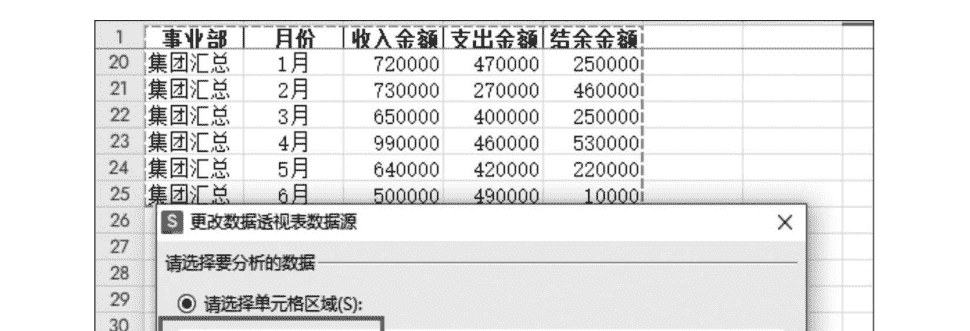 1 事业部 月份 收入金额 支出金额 结余金额
20 集团汇总 1月 720000 470000 250000
21 集团汇总 2月 730000 270000 460000
22 集团汇总 3月 650000 400000 250000
23 集团汇总 4月 990000 460000 530000
24 集团汇总 5月 640000 420000 220000
25 集团汇总 6月 500000 490000 10000
26
S 更改数据透视表数据源
27
请选择要分析的数据
28
29 请选择单元格区域(S):
30